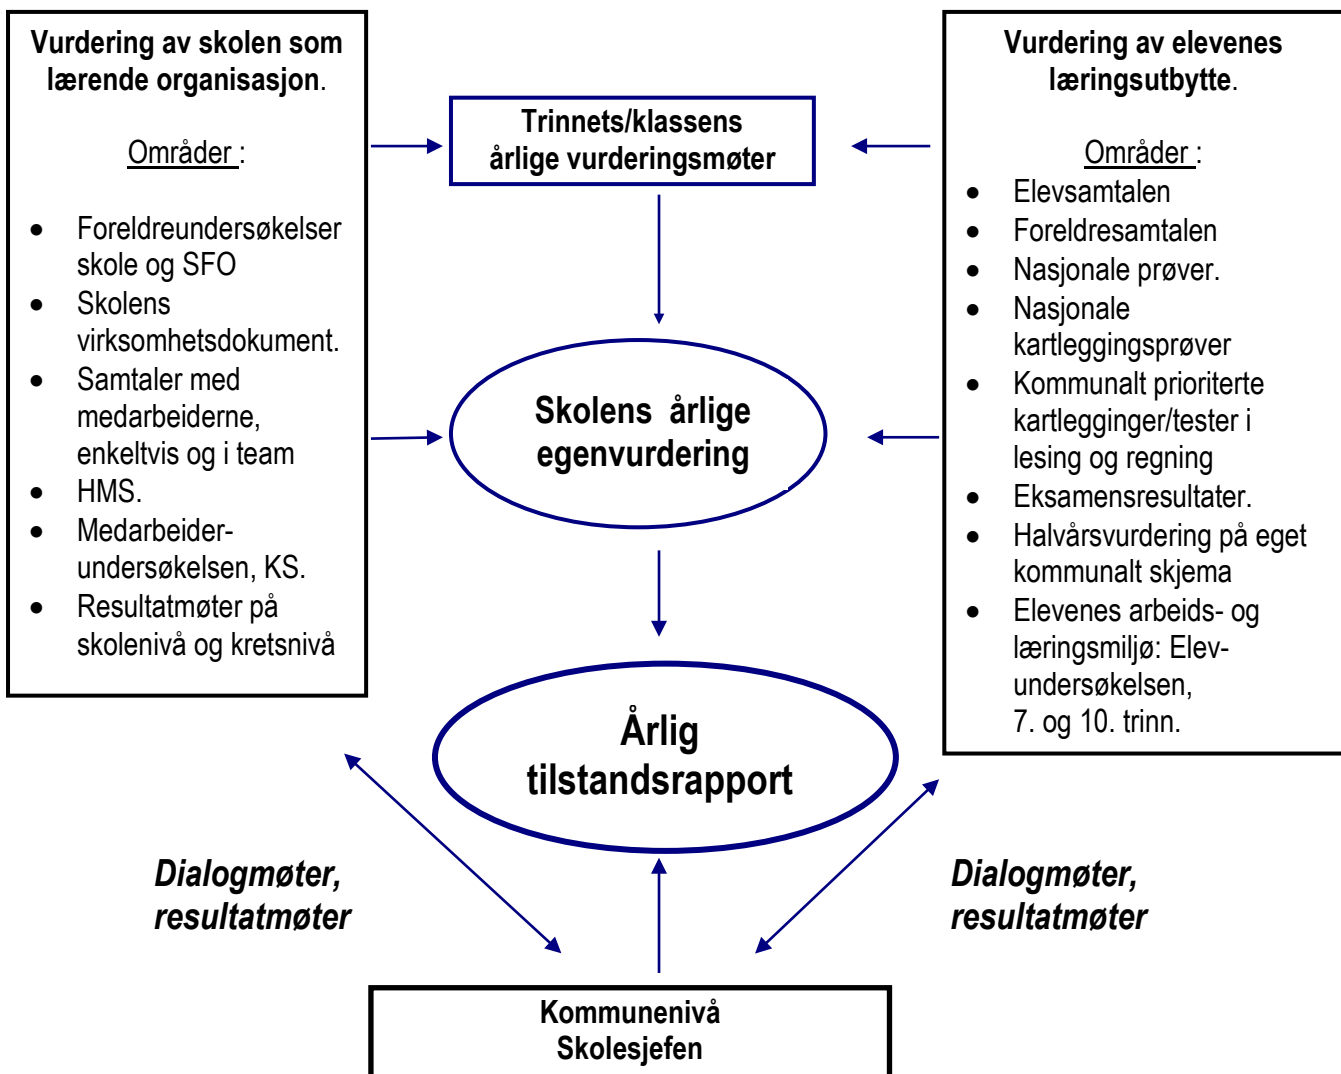 Vurdering av skolen som
lærende organisasjon.
Områder :
• Foreldreundersøkelser
skole og SFO
• Skolens
virksomhetsdokument.
• Samtaler med
medarbeiderne,
enkeltvis og i team
• HMS.
• Medarbeider-
undersøkelsen, KS.
• Resultatmøter på
skolenivå og kretsnivå
Trinnets/klassens
årlige vurderingsmøter
Skolens årlige
egenvurdering
Årlig
tilstandsrapport
Vurdering av elevenes
læringsutbytte.
Områder :
• Elevsamtalen
• Foreldresamtalen
• Nasjonale prøver.
• Nasjonale
kartleggingsprøver
• Kommunalt prioriterte
kartlegginger/tester i
lesing og regning
• Eksamensresultater.
• Halvårsvurdering på eget
kommunalt skjema
• Elevenes arbeids- og
læringsmiljø: Elev-
undersøkelsen,
7. og 10. trinn.
Dialogmøter,
resultatmøter
Dialogmøter,
resultatmøter
Kommunenivå
Skolesjefen